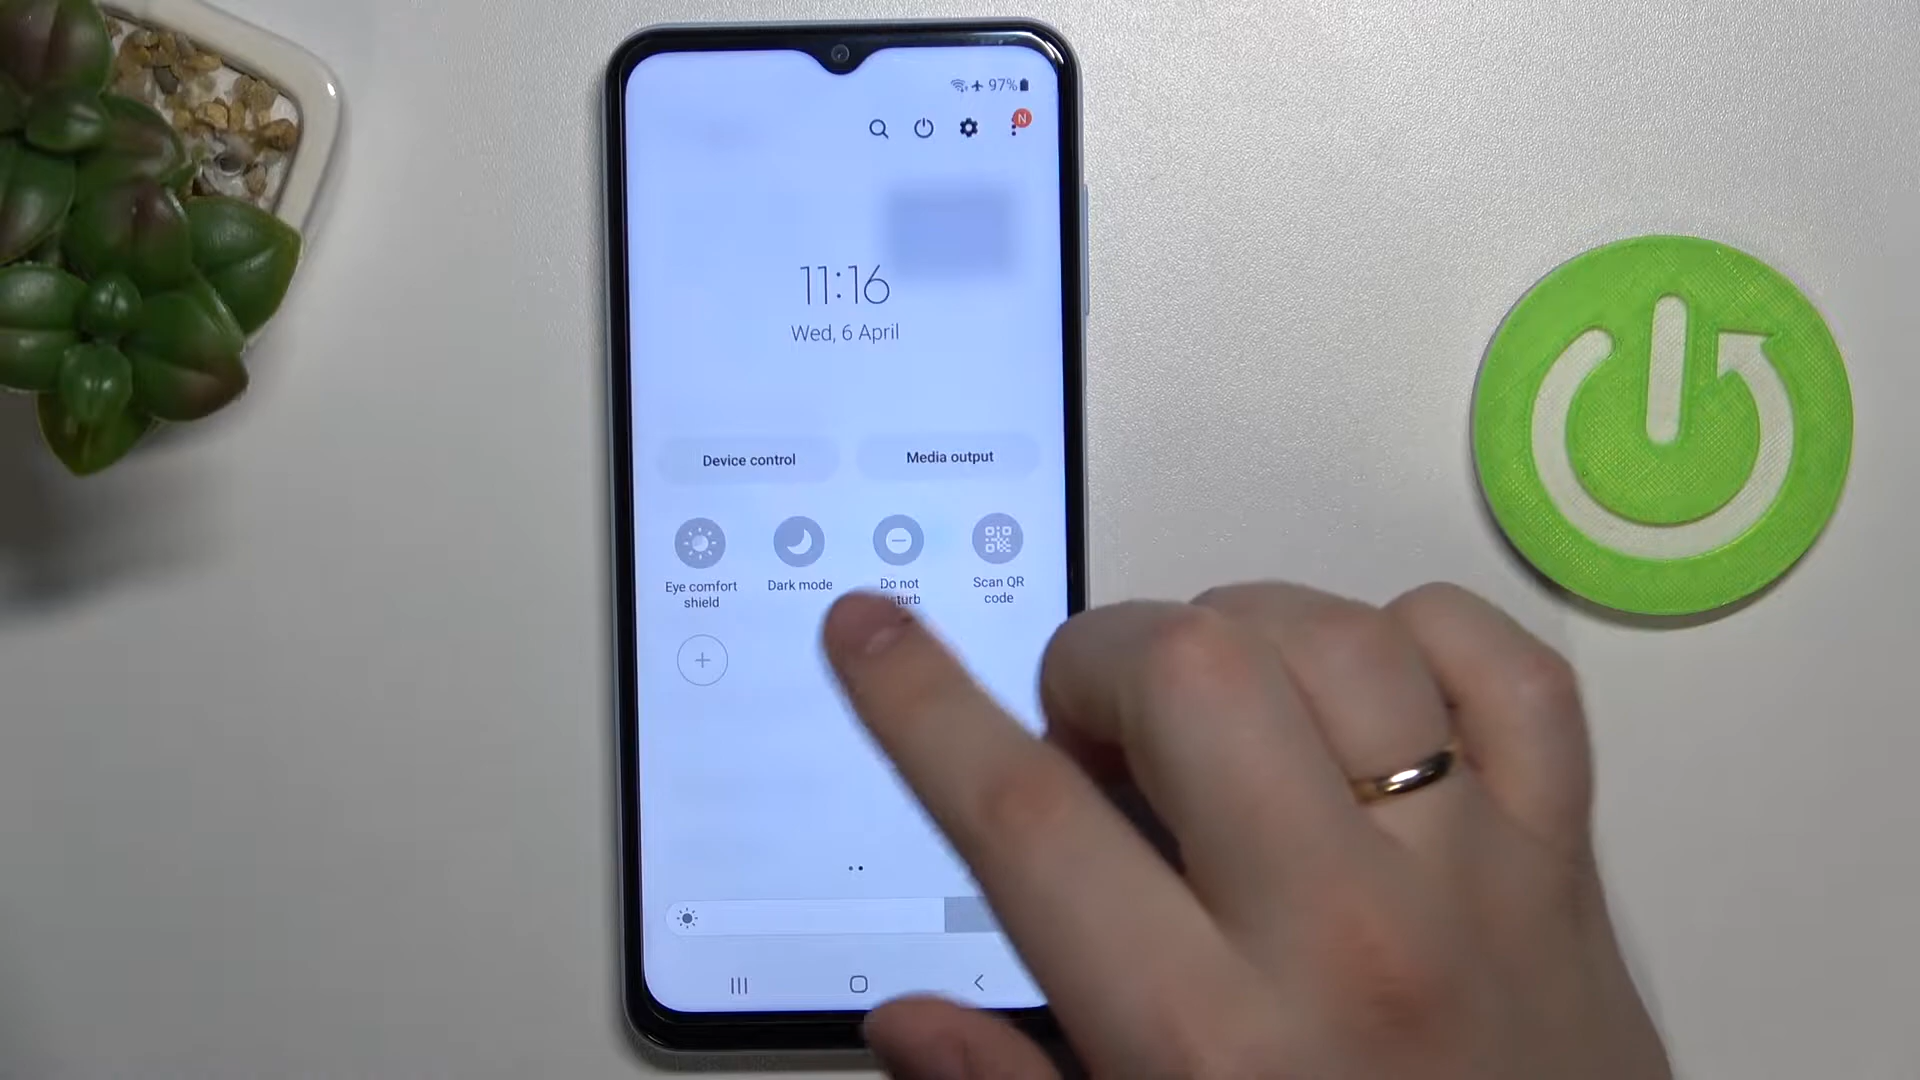 97%
N
11:16
Wed, 6 April
Device control
Media output
Eye comfort
shield
Dark mode
Do not
Scan QR
code